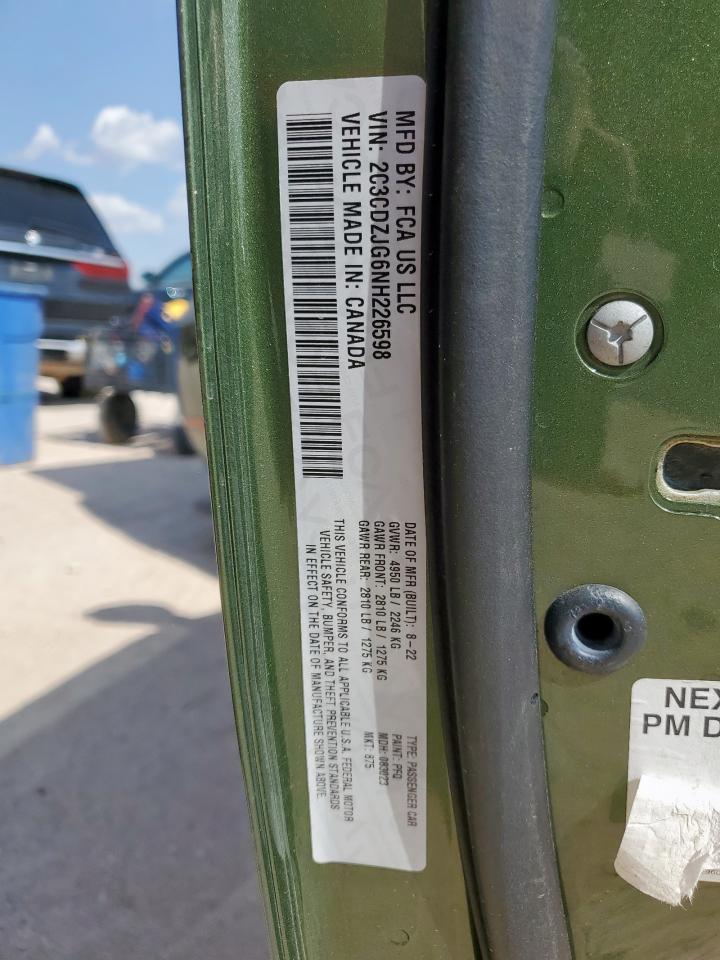 MFD BY: FCA US LLC
VIN: 2C3CDZJG6NH226598
VEHICLE MADE IN: CANADA
DATE OF MFR (BUILT): 8-22
GVWR: 4950 LB / 2246 KG
GAWR FRONT: 2810 LB / 1275 KG
GAWR REAR: 2810 LB / 1275 KG
TYPE: PASSENGER CAR
PAINT: PFQ
MDH: 083023
MKT: 875
THIS VEHICLE CONFORMS TO ALL APPLICABLE U.S.A. FEDERAL MOTOR
VEHICLE SAFETY, BUMPER, AND THEFT PREVENTION STANDARDS
IN EFFECT ON THE DATE OF MANUFACTURE SHOWN ABOVE.
NEX
PM D